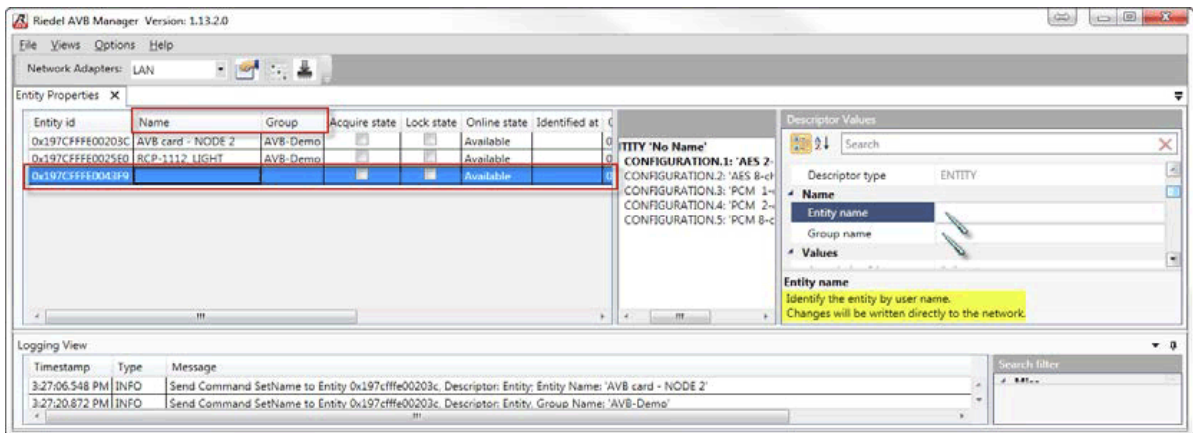 Riedel AVB Manager Version: 1.13.2.0
File Views Options Help
Network Adapters: LAN
Entity Properties X
Entity id Name Group Acquire state Lock state Online state Identified at
0x197CFFFE00203C AVB card - NODE 2 AVB-Demo Available 0
0x197CFFFE0025E0 RCP-1112 LIGHT AVB-Demo Available 0
0x197CFFFE0043F9 Available 0
TITY 'No Name'
CONFIGURATION.1: 'AES 2-
CONFIGURATION.2: 'AES 8-ch
CONFIGURATION.3: 'PCM 1-
CONFIGURATION.4: 'PCM 2-
CONFIGURATION.5: 'PCM 8-c
Descriptor Values
Search
Descriptor type ENTITY
Name
Entity name
Group name
Values
Entity name
Identify the entity by user name.
Changes will be written directly to the network.
Logging View
Timestamp Type Message
3:27:06.548 PM INFO Send Command SetName to Entity 0x197cfffe00203c, Descriptor: Entity; Entity Name: 'AVB card - NODE 2'
3:27:20.872 PM INFO Send Command SetName to Entity 0x197cfffe00203c, Descriptor: Entity, Group Name: 'AVB-Demo'
Search filter